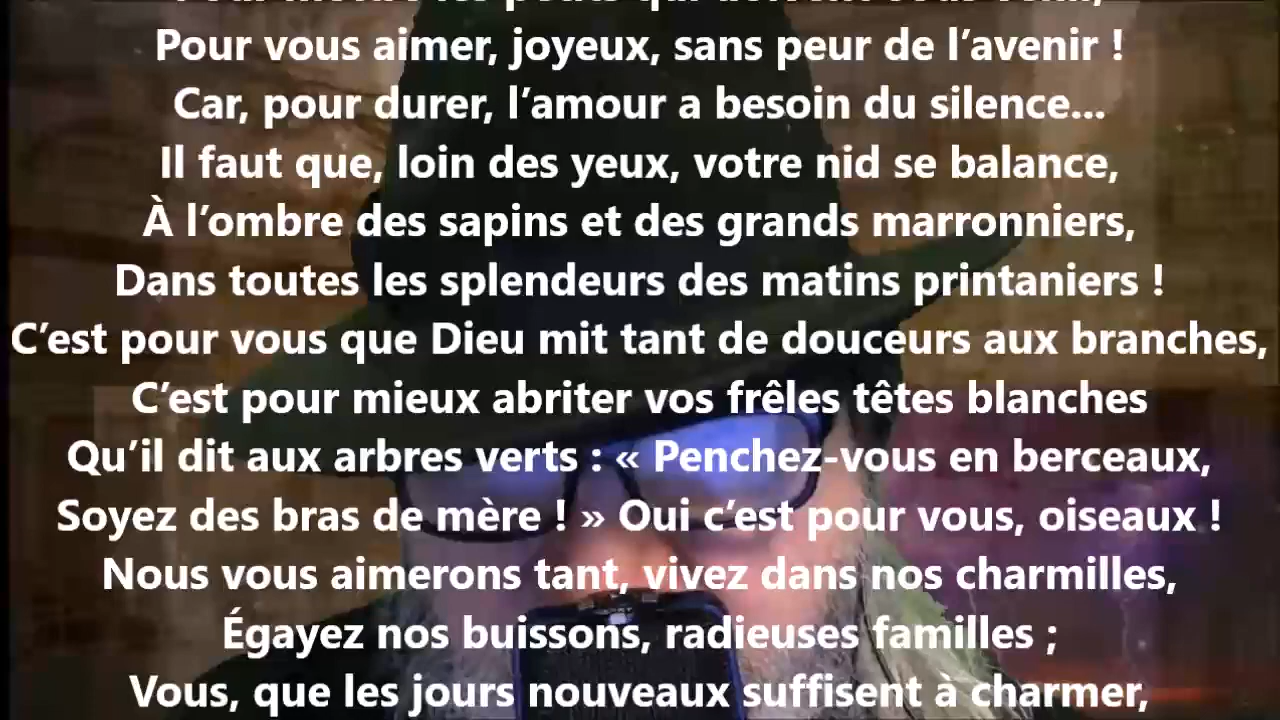 Pour vous aimer, joyeux, sans peur de l’avenir !
Car, pour durer, l’amour a besoin du silence...
Il faut que, loin des yeux, votre nid se balance,
À l’ombre des sapins et des grands marronniers,
Dans toutes les splendeurs des matins printaniers !
C’est pour vous que Dieu mit tant de douceurs aux branches,
C’est pour mieux abriter vos frêles têtes blanches
Qu’il dit aux arbres verts : « Penchez-vous en berceaux,
Soyez des bras de mère ! » Oui c’est pour vous, oiseaux !
Nous vous aimerons tant, vivez dans nos charmilles,
Égayez nos buissons, radieuses familles ;
Vous, que les jours nouveaux suffisent à charmer,